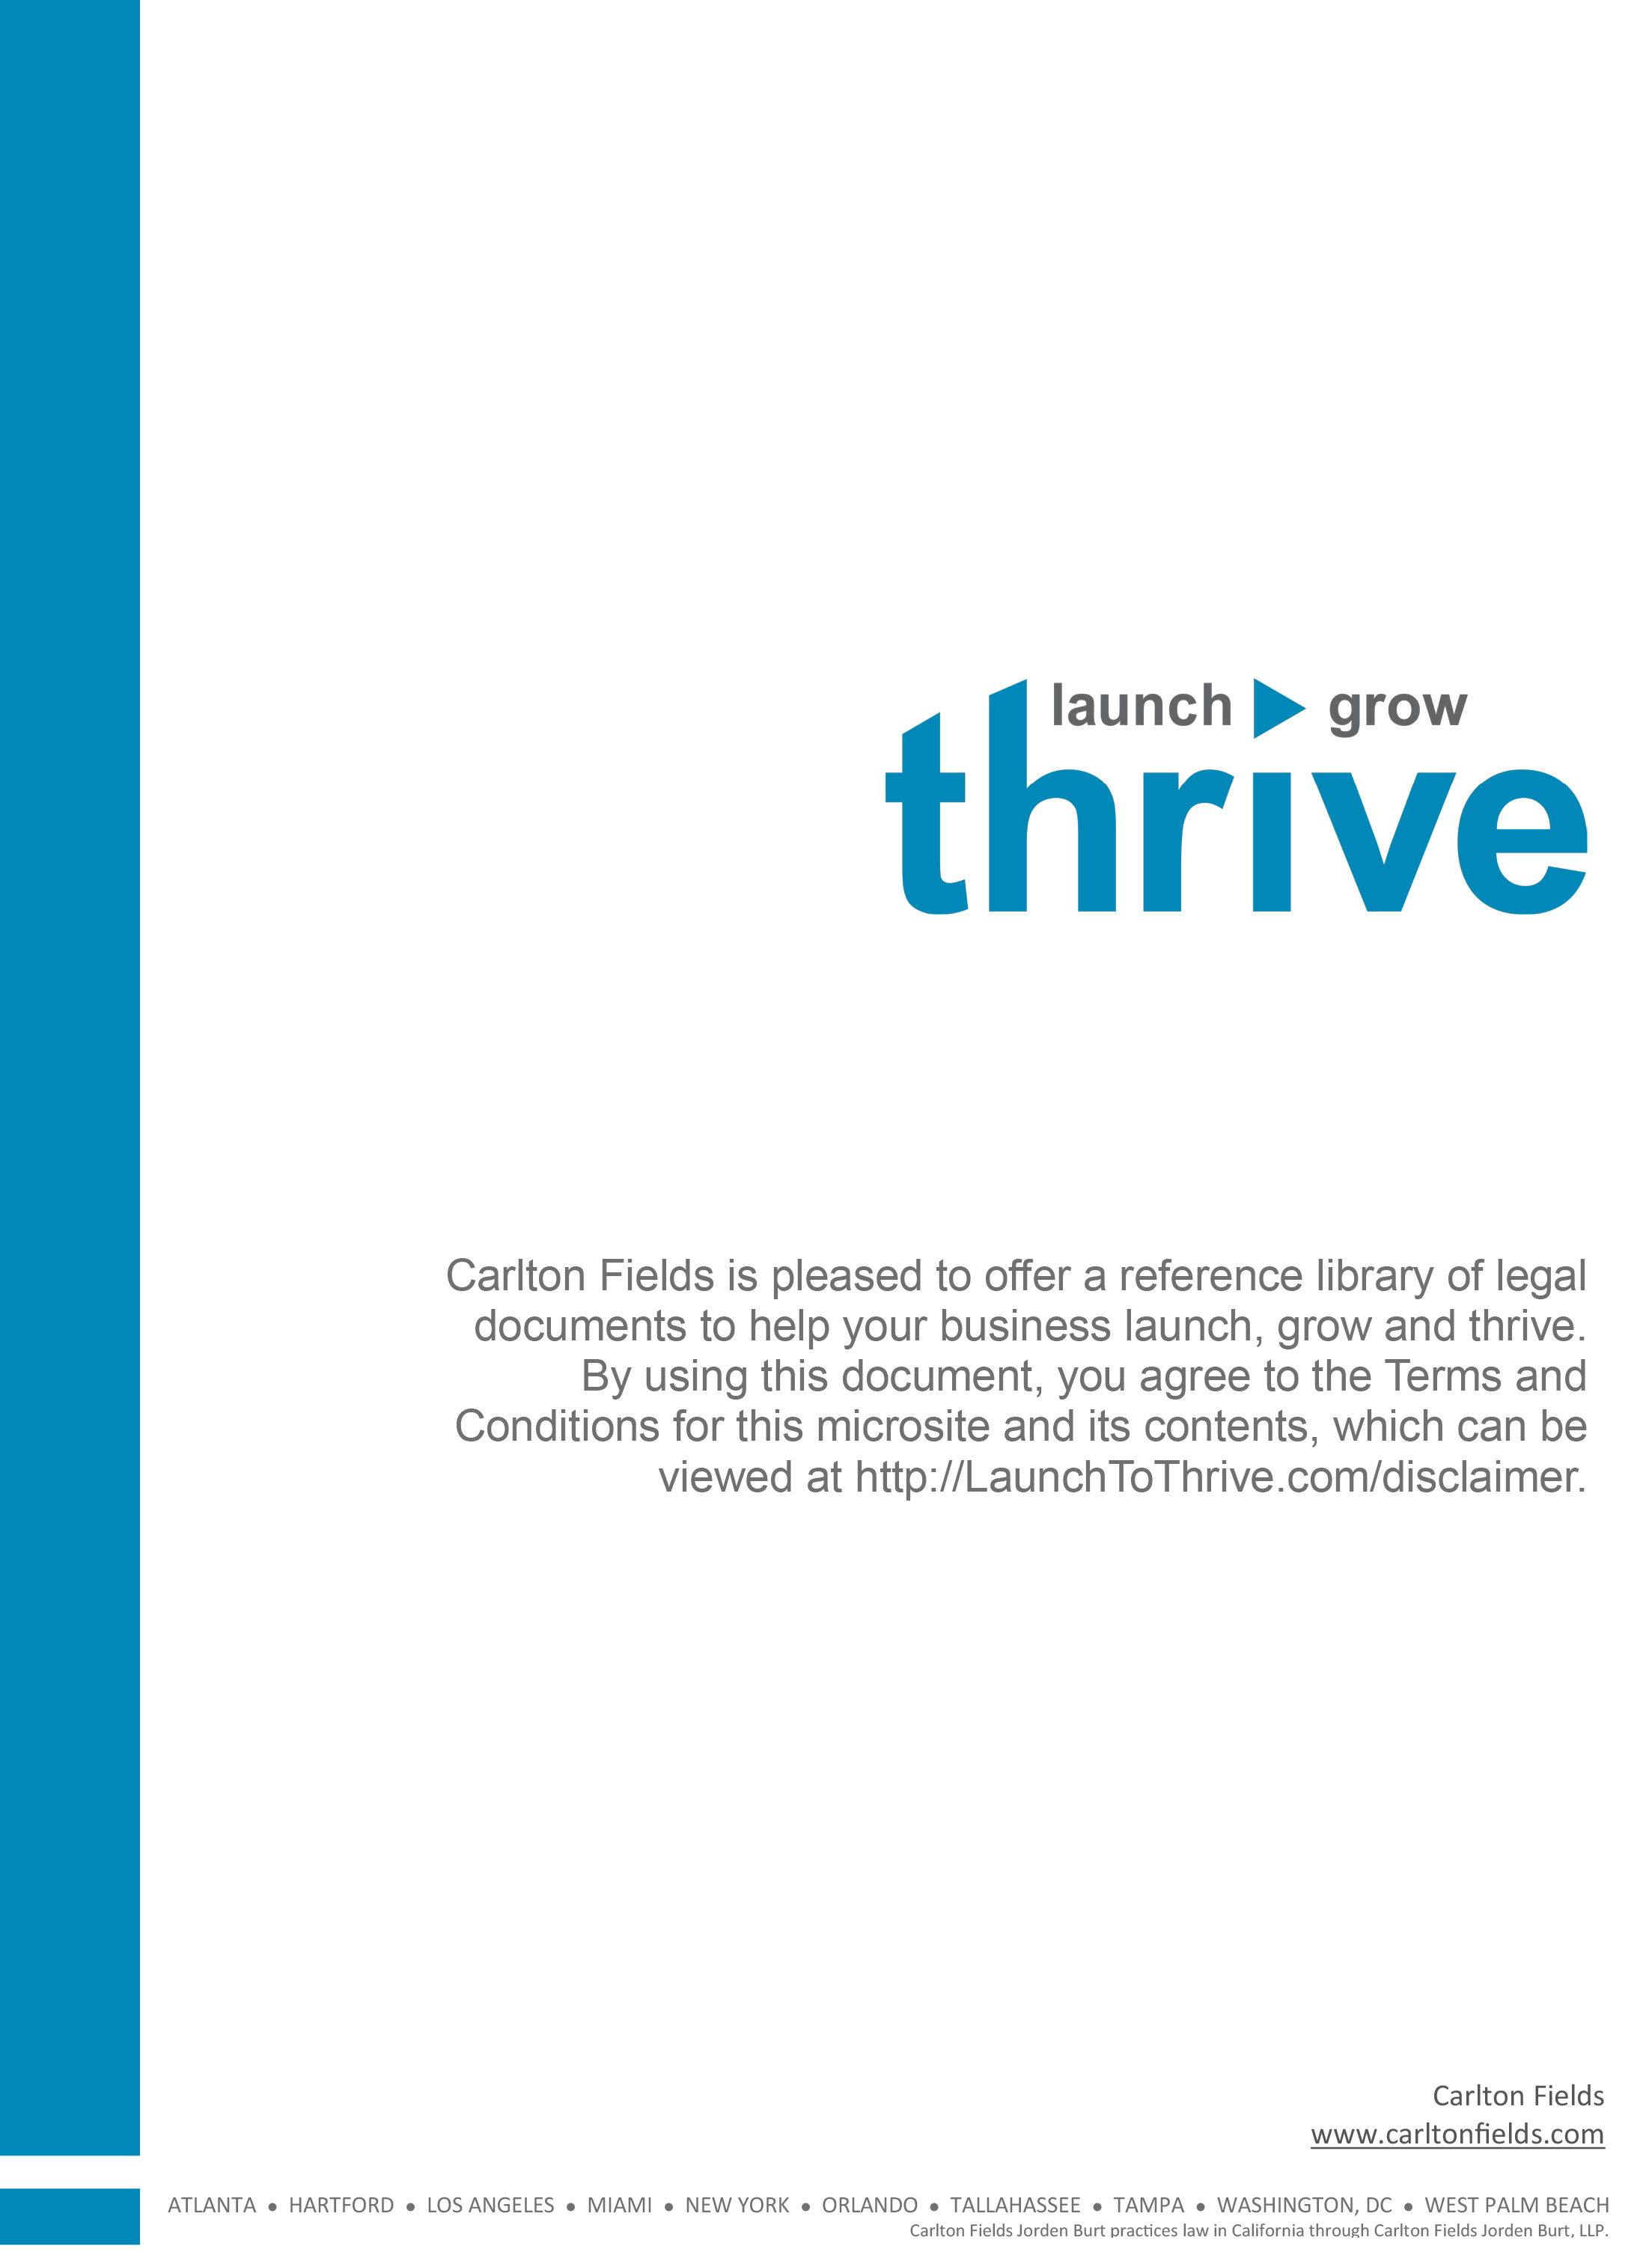 launch grow
thrive
Carlton Fields is pleased to offer a reference library of legal
documents to help your business launch, grow and thrive.
By using this document, you agree to the Terms and
Conditions for this microsite and its contents, which can be
viewed at http://LaunchToThrive.com/disclaimer.
Carlton Fields
www.carltonfields.com
ATLANTA • HARTFORD • LOS ANGELES • MIAMI • NEW YORK • ORLANDO • TALLAHASSEE • TAMPA • WASHINGTON, DC • WEST PALM BEACH
Carlton Fields Jorden Burt practices law in California through Carlton Fields Jorden Burt, LLP.